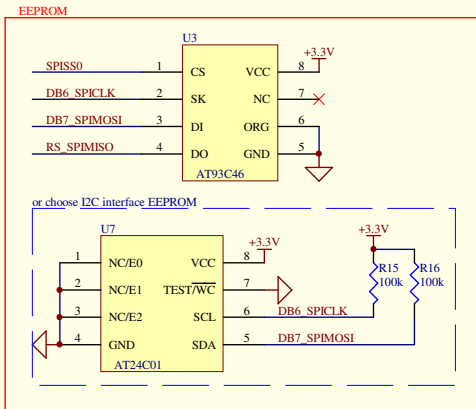 EEPROM
U3
+3.3V
SPISS0 1 CS VCC 8
DB6_SPICLK 2 SK NC 7
DB7_SPIMOSI 3 DI ORG 6
RS_SPIMISO 4 DO GND 5
AT93C46
or choose I2C interface EEPROM
U7
+3.3V
+3.3V
1 NC/E0 VCC 8
R15 100k
R16 100k
2 NC/E1 TEST/WC 7
3 NC/E2 SCL 6 DB6_SPICLK
4 GND SDA 5 DB7_SPIMOSI
AT24C01